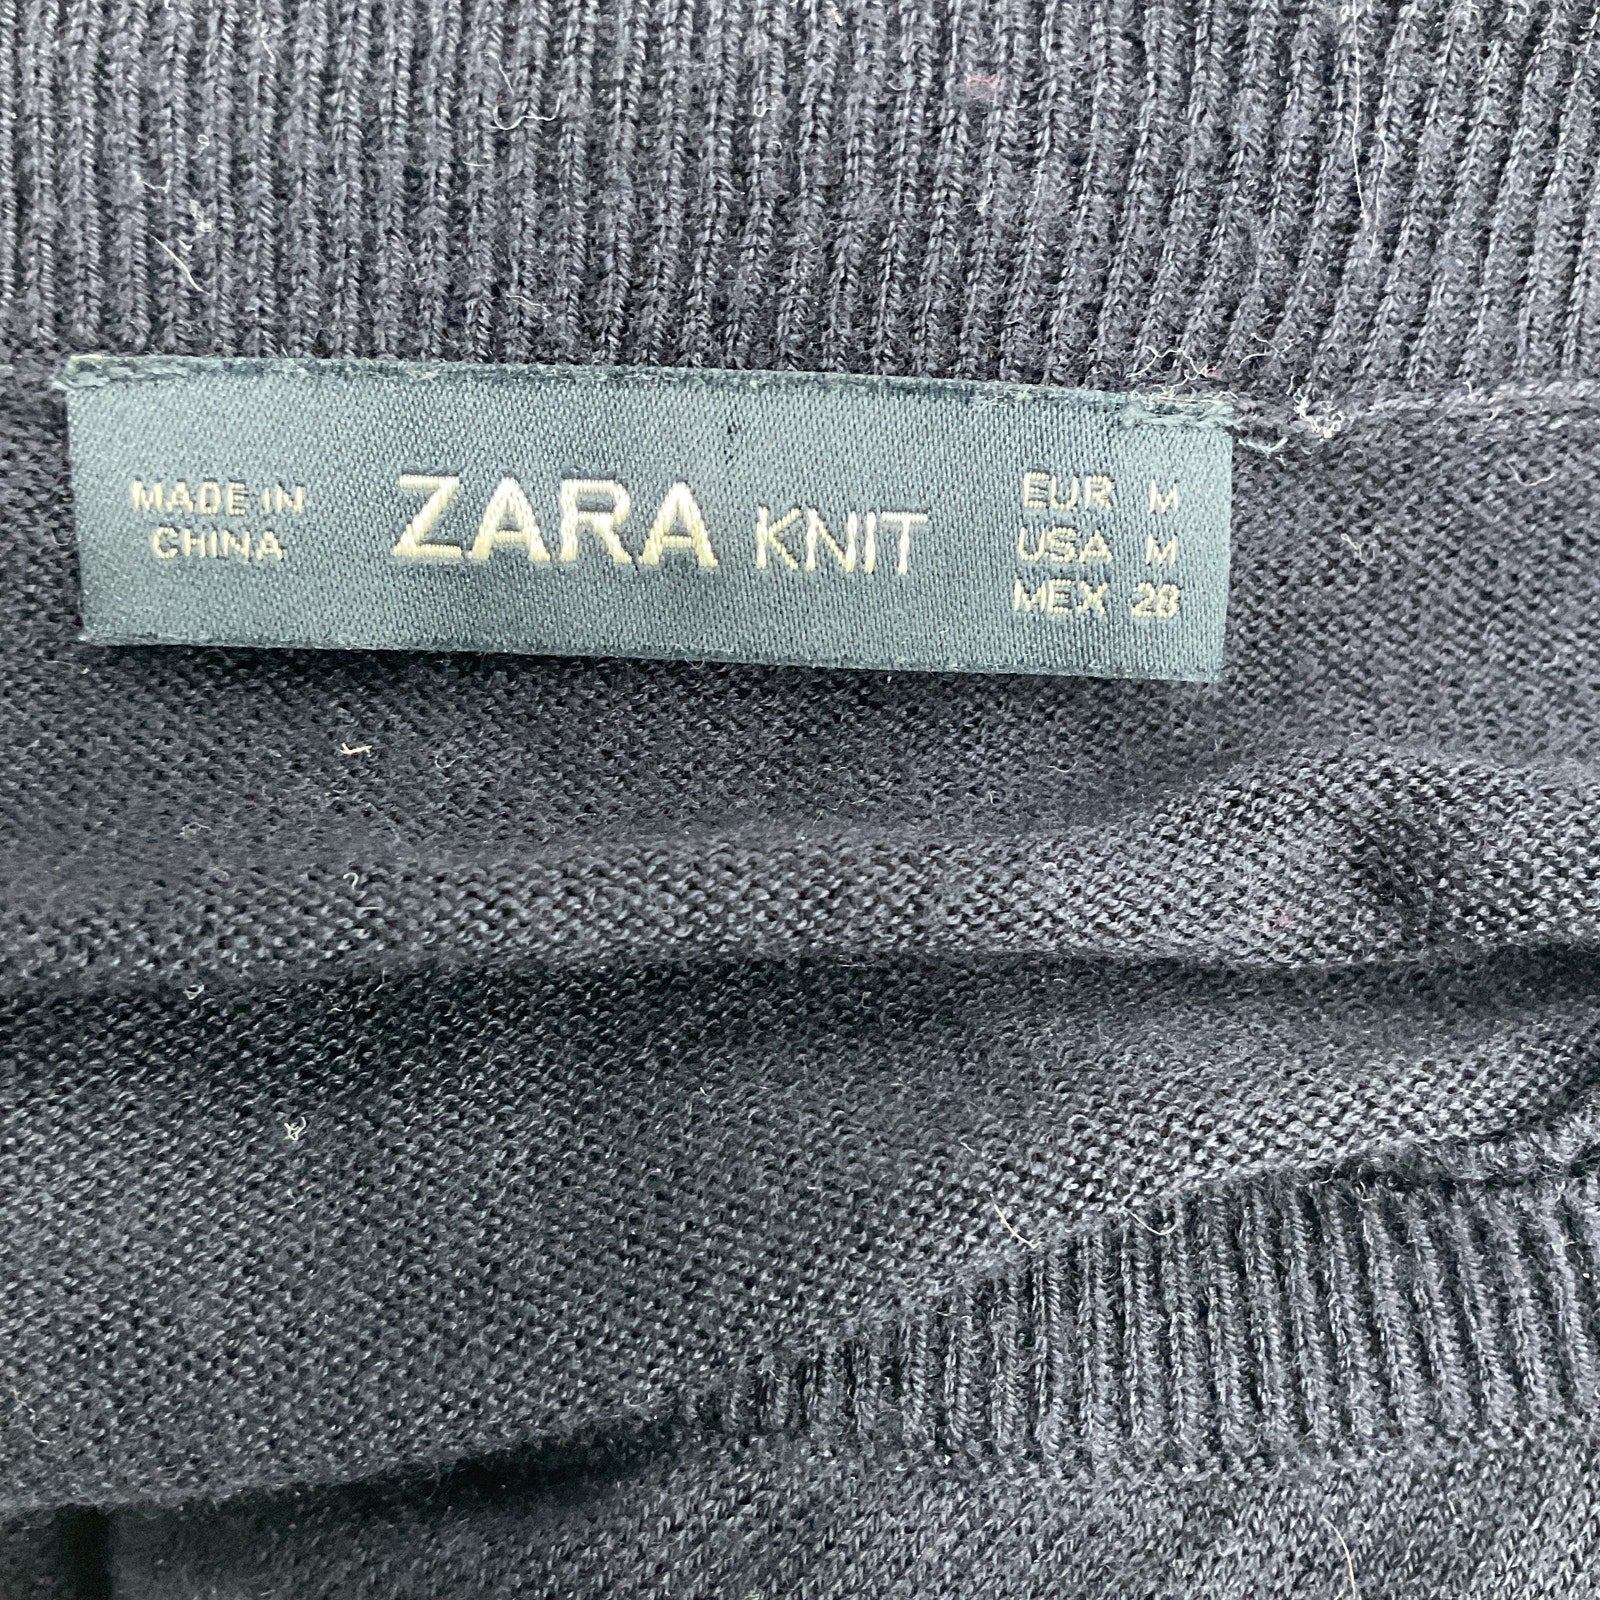 MADE IN
CHINA
ZARA KNIT
EUR M
USA M
MEX 28